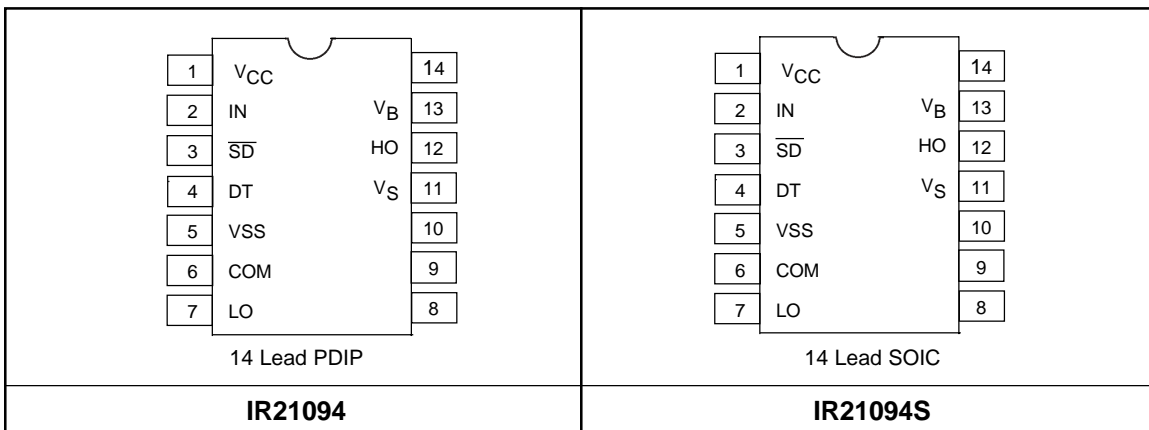 1 VCC 14
2 IN VB 13
3 SD HO 12
4 DT VS 11
5 VSS 10
6 COM 9
7 LO 8
14 Lead PDIP
IR21094
1 VCC 14
2 IN VB 13
3 SD HO 12
4 DT VS 11
5 VSS 10
6 COM 9
7 LO 8
14 Lead SOIC
IR21094S